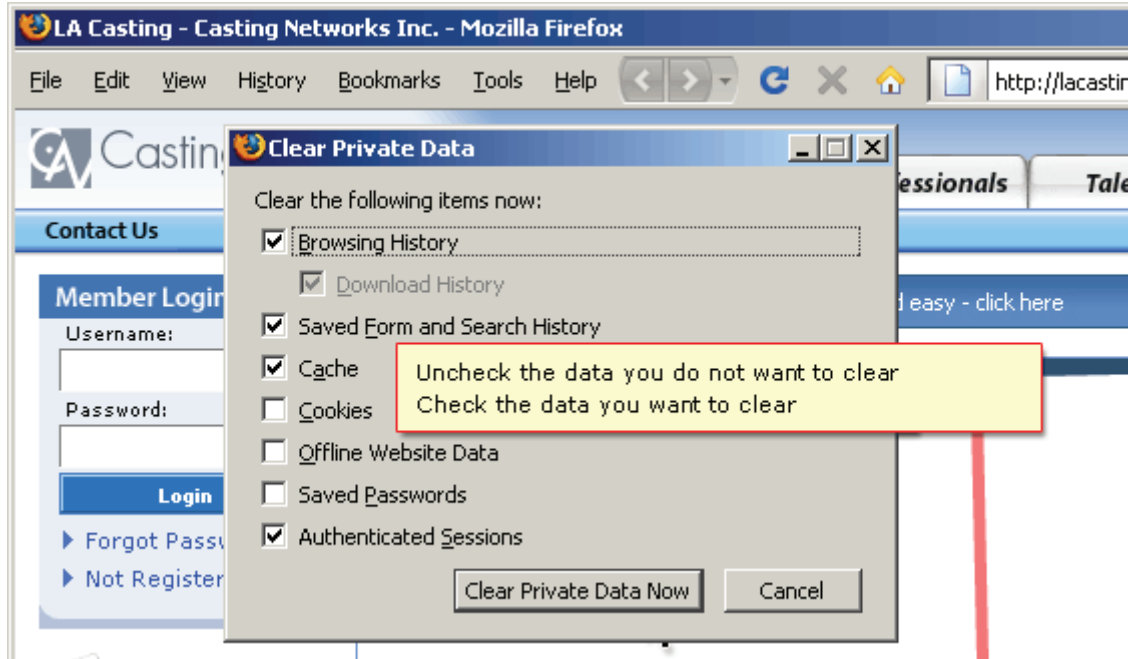 LA Casting - Casting Networks Inc. - Mozilla Firefox
File Edit View History Bookmarks Tools Help
http://lacastin
Castin
Clear Private Data
essionals
Tale
Contact Us
Clear the following items now:
Browsing History
Download History
Saved Form and Search History
Cache
Cookies
Offline Website Data
Saved Passwords
Authenticated Sessions
Clear Private Data Now
Cancel
Uncheck the data you do not want to clear
Check the data you want to clear
Member Login
Username:
Password:
Login
Forgot Passw
Not Register
d easy - click here